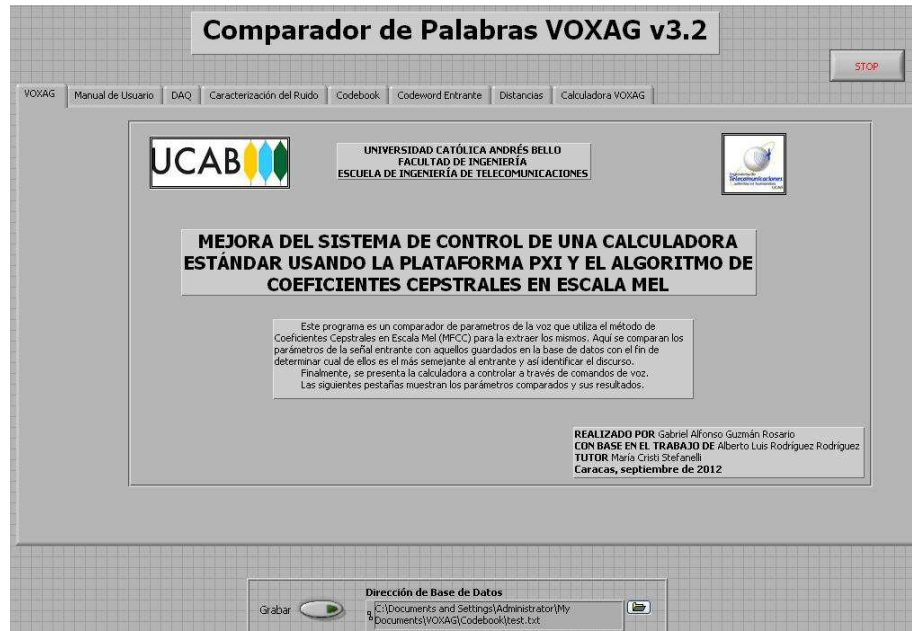 Comparador de Palabras VOXAG v3.2
STOP
VOXAG
Manual de Usuario
DAQ
Caracterización del Ruido
Codebook
Codeword Entrante
Distancias
Calculadora VOXAG
UCAB
UNIVERSIDAD CATÓLICA ANDRÉS BELLO
FACULTAD DE INGENIERÍA
ESCUELA DE INGENIERÍA DE TELECOMUNICACIONES
Telecomunicaciones
UCAB
MEJORA DEL SISTEMA DE CONTROL DE UNA CALCULADORA
ESTÁNDAR USANDO LA PLATAFORMA PXI Y EL ALGORITMO DE
COEFICIENTES CEPSTRALES EN ESCALA MEL
Este programa es un comparador de parametros de la voz que utiliza el método de
Coeficientes Cepstrales en Escala Mel (MFCC) para la extraer los mismos. Aquí se comparan los
parámetros de la señal entrante con aquellos guardados en la base de datos con el fin de
determinar cual de ellos es el más semejante al entrante y así identificar el discurso.
Finalmente, se presenta la calculadora a controlar a través de comandos de voz.
Las siguientes pestañas muestran los parámetros comparados y sus resultados.
REALIZADO POR Gabriel Alfonso Guzmán Rosario
CON BASE EN EL TRABAJO DE Alberto Luis Rodríguez Rodríguez
TUTOR María Cristi Stefanelli
Caracas, septiembre de 2012
Grabar
Dirección de Base de Datos
C:\Documents and Settings\Administrator\My
Documents\VOXAG\Codebook\test.txt